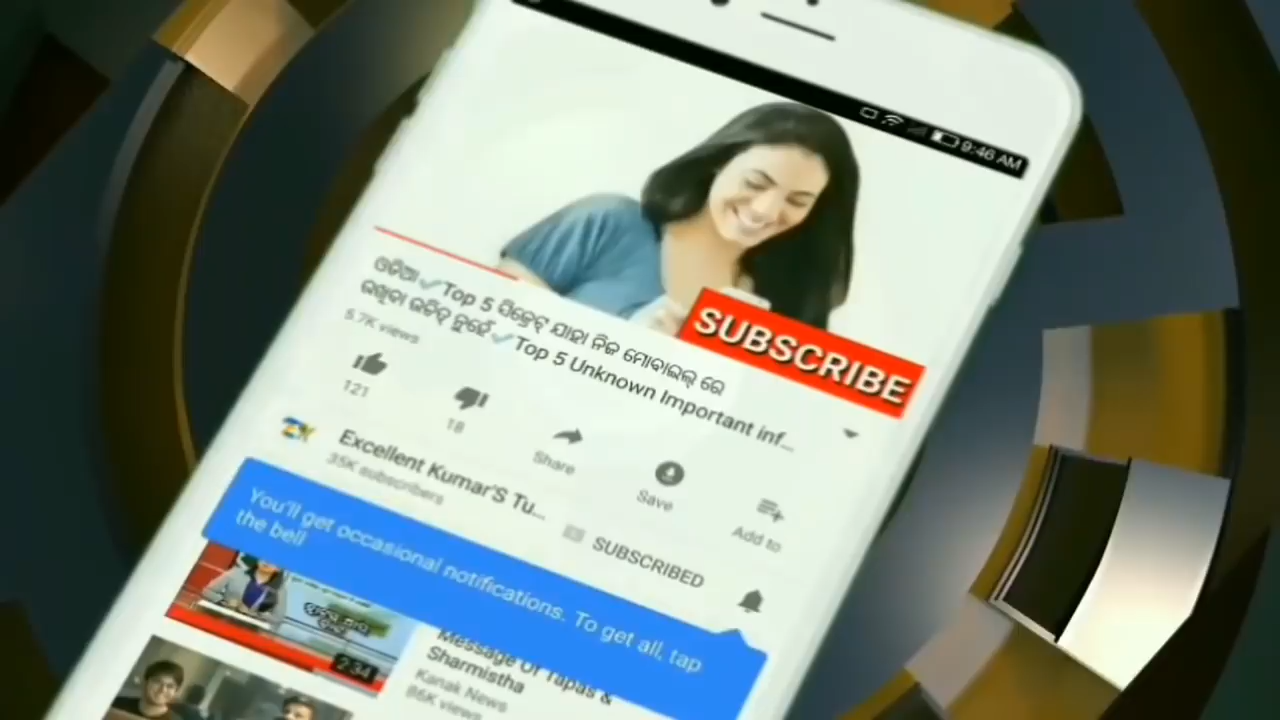 9:46 AM
SUBSCRIBE
ଓଡିଆ ✓Top 5 ସିକ୍ରେଟ୍ ଯାହା ନିଜ ମୋବାଇଲ୍ ରେ
ରଖିବା ଉଚିତ୍ ନୁହେଁ ✓Top 5 Unknown Important inf...
5.7K views
121
18
Share
Save
Add to
Excellent Kumar'S Tu...
35K subscribers
SUBSCRIBED
You'll get occasional notifications. To get all, tap
the bell
2:34
Message Of Tapas &
Sharmistha
Kanak News
86K views